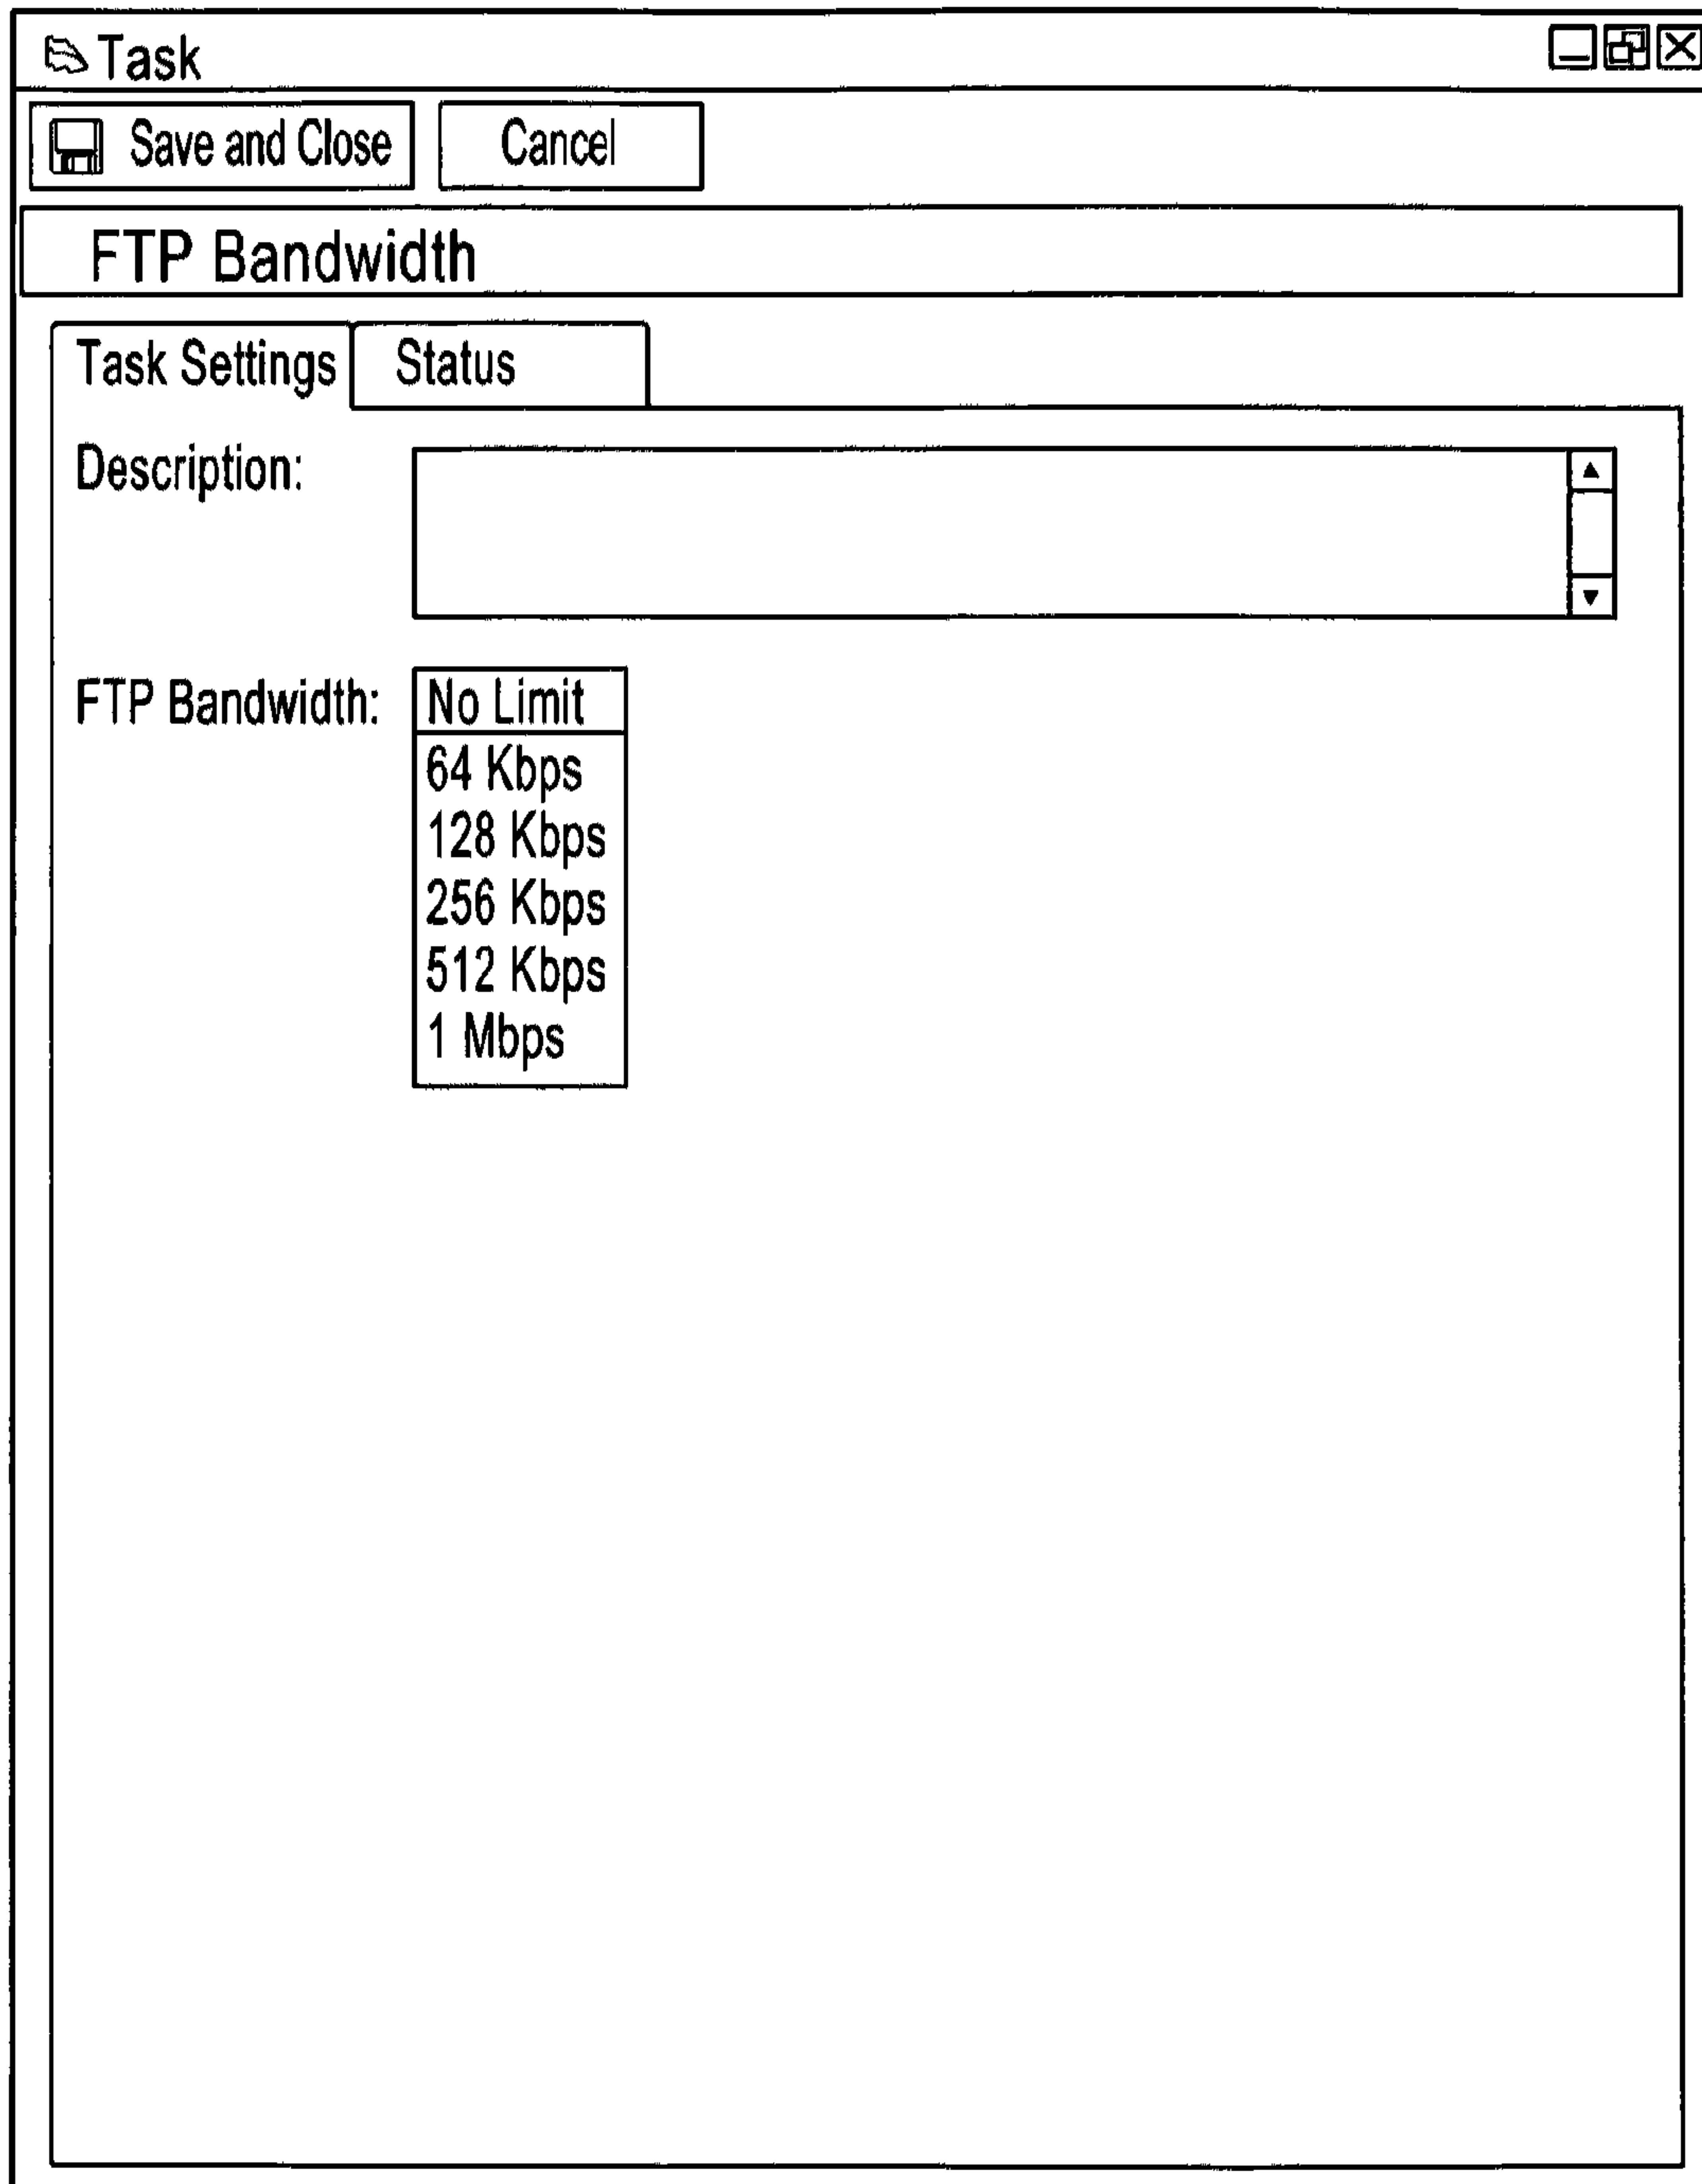 Task
Save and Close Cancel
FTP Bandwidth
Task Settings Status
Description:
FTP Bandwidth: No Limit
64 Kbps
128 Kbps
256 Kbps
512 Kbps
1 Mbps